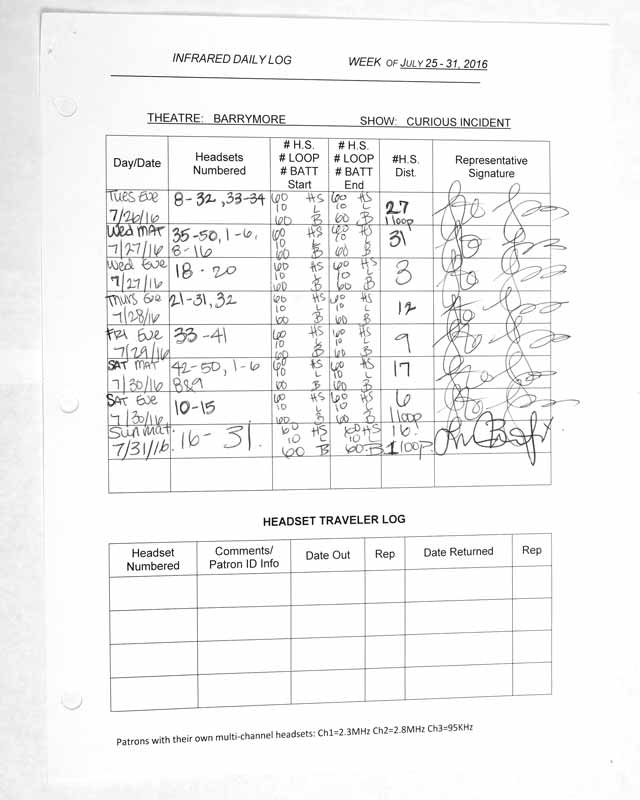 INFRARED DAILY LOG WEEK OF JULY 25 - 31, 2016
THEATRE: BARRYMORE SHOW: CURIOUS INCIDENT
Day/Date Headsets Numbered # H.S. # LOOP # BATT Start # H.S. # LOOP # BATT End #H.S. Dist. Representative Signature
Tues Eve 7/26/16 8-32, 33-34 60 HS 10 L 60 B 60 HS 10 L 60 B 27 1 loop
Wed MAT 7/27/16 35-50, 1-6, 8-16 60 HS 10 L 60 B 60 HS 10 L 60 B 31
Wed Eve 7/27/16 18-20 60 HS 10 L 60 B 60 HS 10 L 60 B 3
Thurs Eve 7/28/16 21-31, 32 60 HS 10 L 60 B 60 HS 10 L 60 B 12
FRI Eve 7/29/16 33-41 60 HS 10 L 60 B 60 HS 10 L 60 B 9
SAT MAT 7/30/16 42-50, 1-6 8&9 60 HS 10 L 60 B 60 HS 10 L 60 B 17
SAT Eve 7/30/16 10-15 60 HS 10 L 60 B 60 HS 10 L 60 B 6 1 loop
Sun mat. 7/31/16. 16-31. 60 HS 10 L 60 B 60 HS 10 L 60 B 16. 1 loop.
HEADSET TRAVELER LOG
Headset Numbered Comments/ Patron ID Info Date Out Rep Date Returned Rep
Patrons with their own multi-channel headsets: Ch1=2.3MHz Ch2=2.8MHz Ch3=95KHz